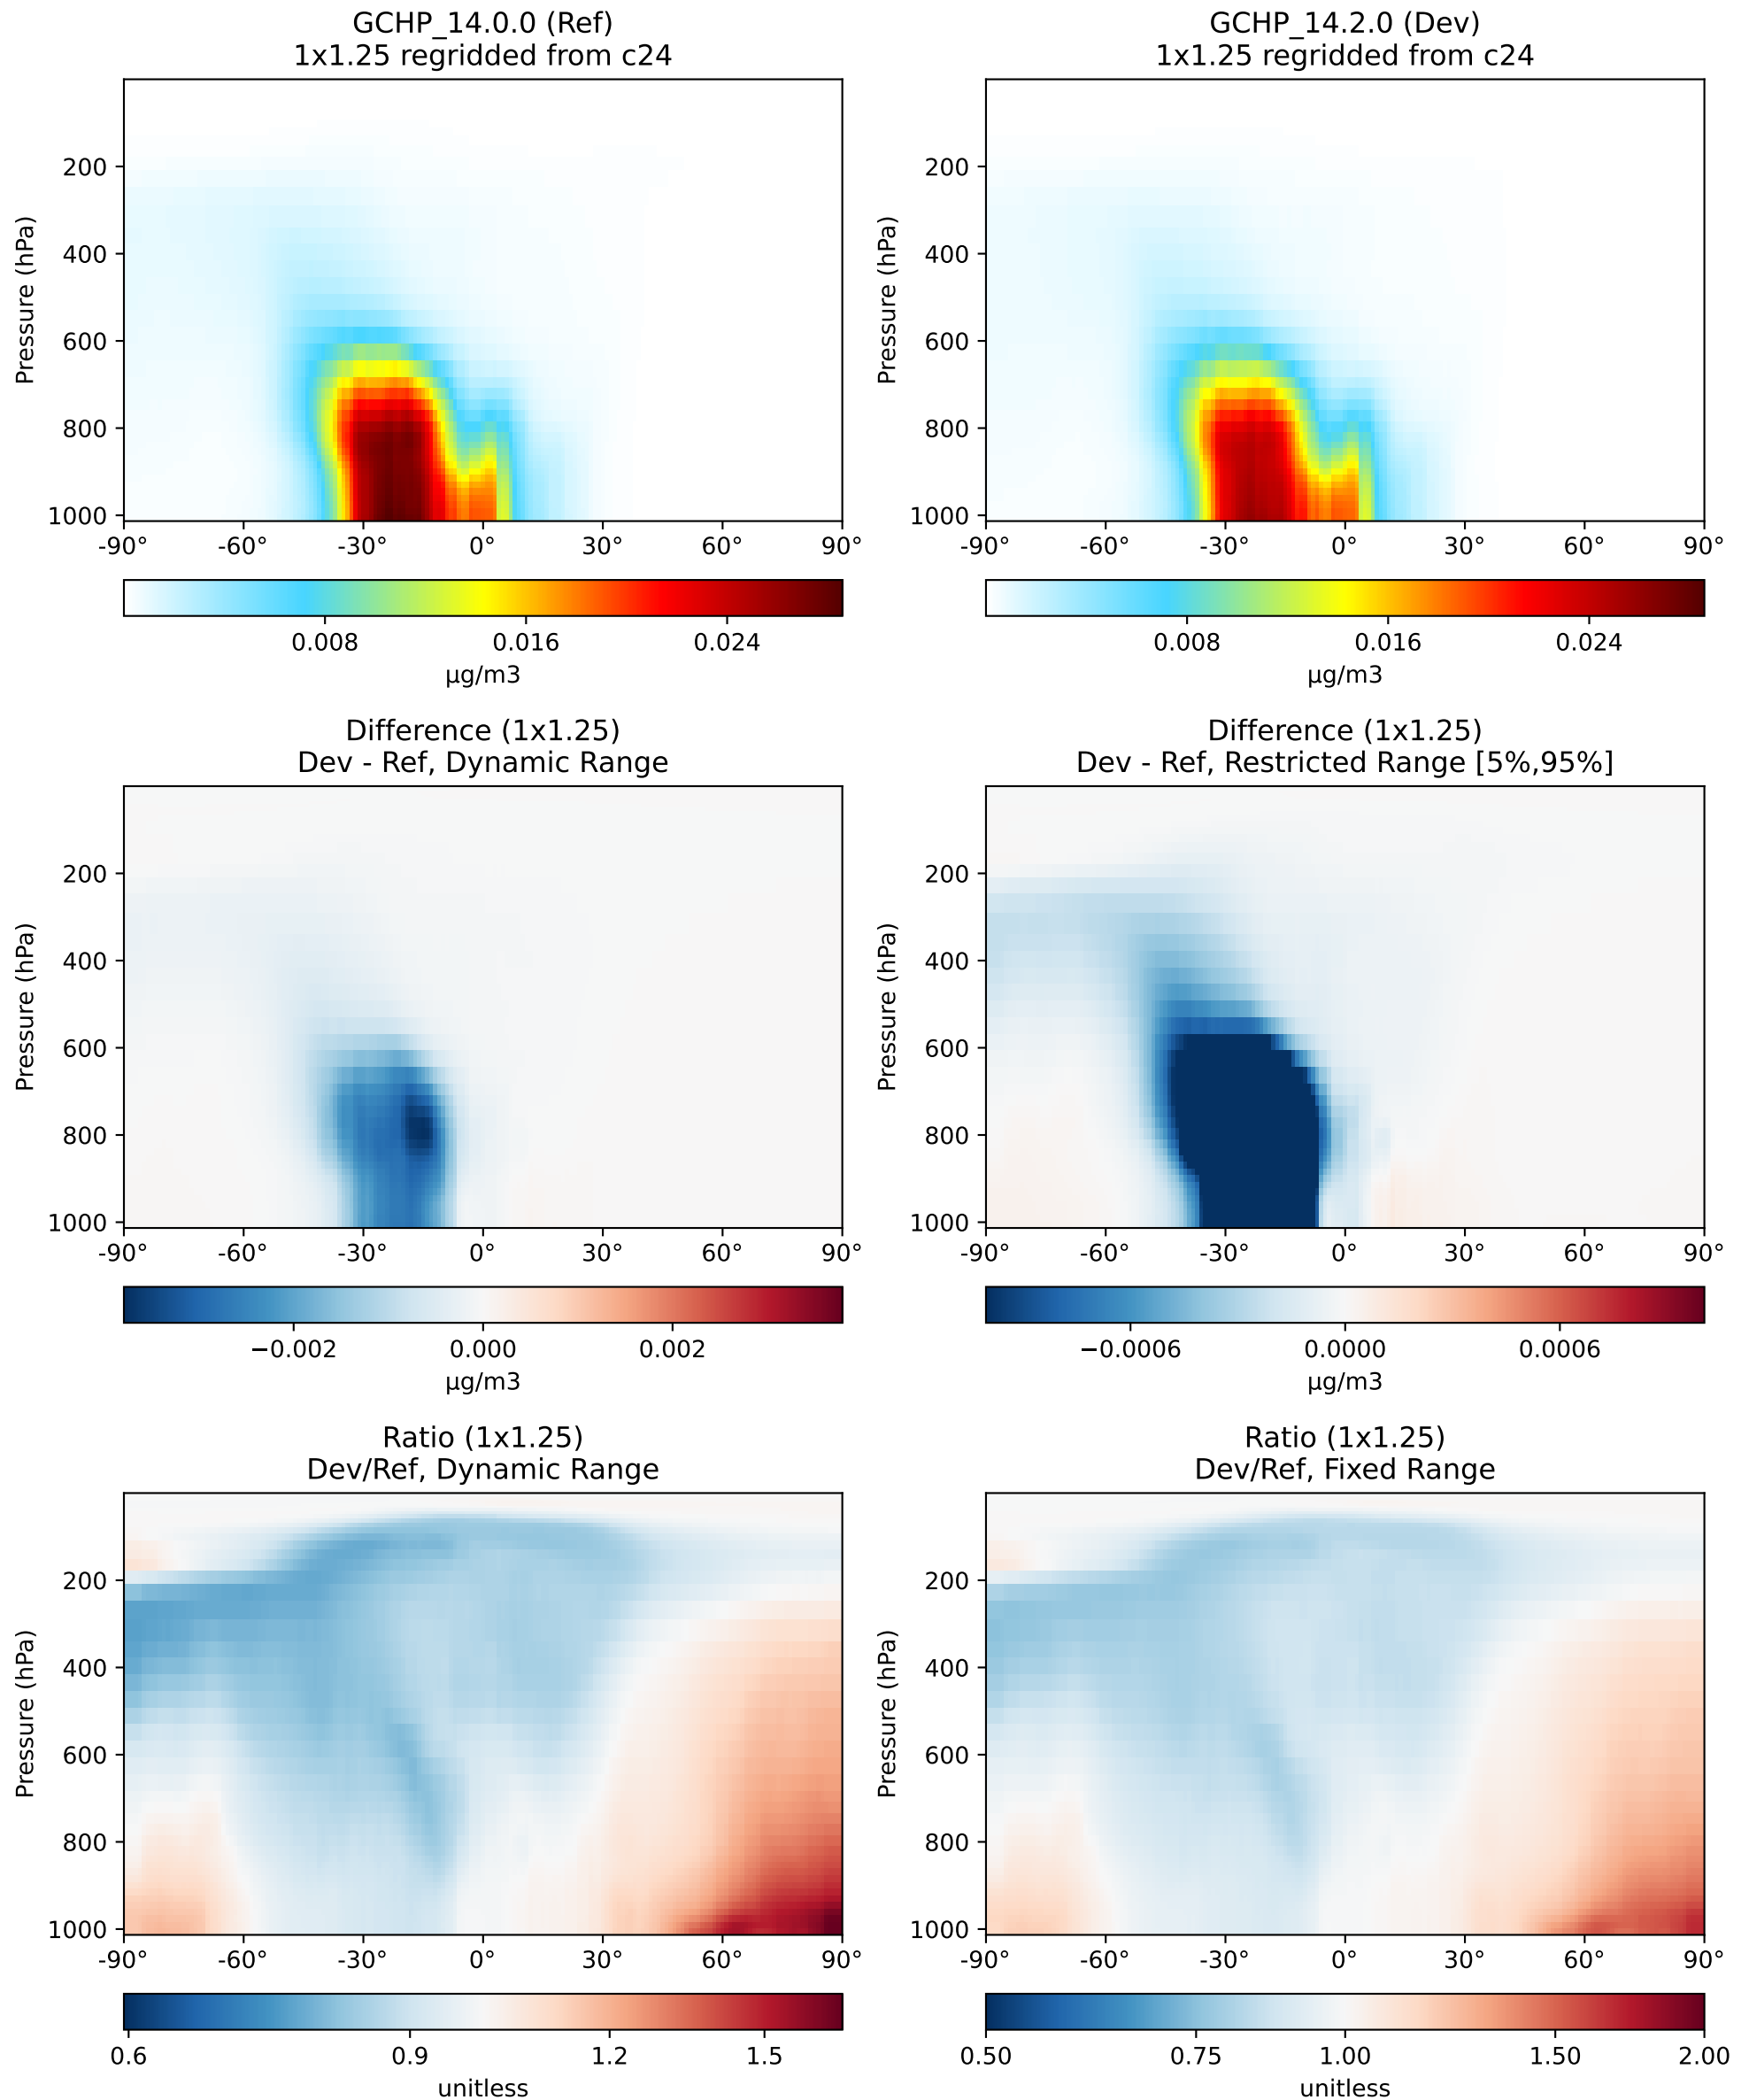 GCHP_14.0.0 (Ref)
1x1.25 regridded from c24
Pressure (hPa)
200
400
600
800
1000
-90° -60° -30° 0° 30° 60° 90°
0.008 0.016 0.024
µg/m3
GCHP_14.2.0 (Dev)
1x1.25 regridded from c24
Pressure (hPa)
200
400
600
800
1000
-90° -60° -30° 0° 30° 60° 90°
0.008 0.016 0.024
µg/m3
Difference (1x1.25)
Dev - Ref, Dynamic Range
Pressure (hPa)
200
400
600
800
1000
-90° -60° -30° 0° 30° 60° 90°
−0.002 0.000 0.002
µg/m3
Difference (1x1.25)
Dev - Ref, Restricted Range [5%,95%]
Pressure (hPa)
200
400
600
800
1000
-90° -60° -30° 0° 30° 60° 90°
−0.0006 0.0000 0.0006
µg/m3
Ratio (1x1.25)
Dev/Ref, Dynamic Range
Pressure (hPa)
200
400
600
800
1000
-90° -60° -30° 0° 30° 60° 90°
0.6 0.9 1.2 1.5
unitless
Ratio (1x1.25)
Dev/Ref, Fixed Range
Pressure (hPa)
200
400
600
800
1000
-90° -60° -30° 0° 30° 60° 90°
0.50 0.75 1.00 1.50 2.00
unitless